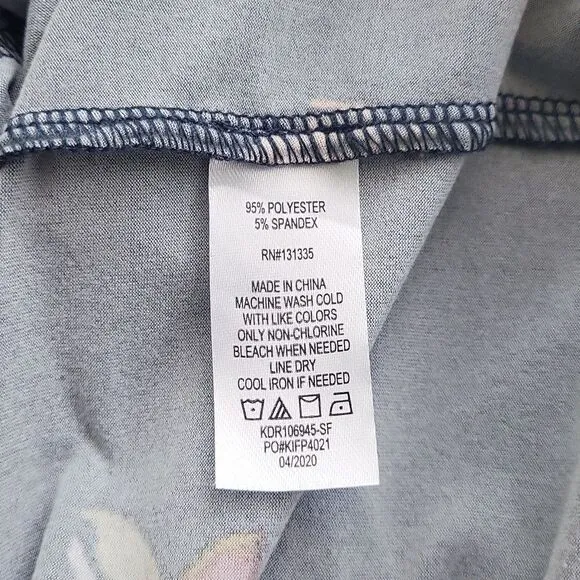 95% POLYESTER
5% SPANDEX
RN#131335
MADE IN CHINA
MACHINE WASH COLD
WITH LIKE COLORS
ONLY NON-CHLORINE
BLEACH WHEN NEEDED
LINE DRY
COOL IRON IF NEEDED
KDR106945-SF
PO#KIFP4021
04/2020